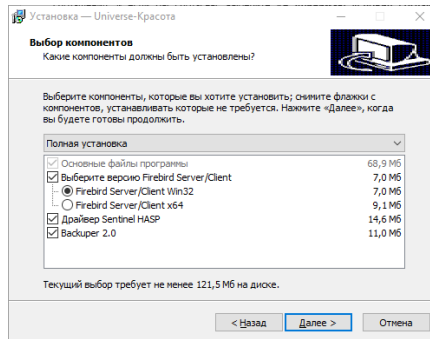 Установка — Universe-Красота
Выбор компонентов
Какие компоненты должны быть установлены?
Выберите компоненты, которые вы хотите установить; снимите флажки с
компонентов, устанавливать которые не требуется. Нажмите «Далее», когда
вы будете готовы продолжить.
Полная установка
Основные файлы программы 68,9 Мб
Выберите версию Firebird Server/Client 7,0 Мб
Firebird Server/Client Win32 7,0 Мб
Firebird Server/Client x64 9,1 Мб
Драйвер Sentinel HASP 14,6 Мб
Backuper 2.0 11,0 Мб
Текущий выбор требует не менее 121,5 Мб на диске.
< Назад Далее > Отмена